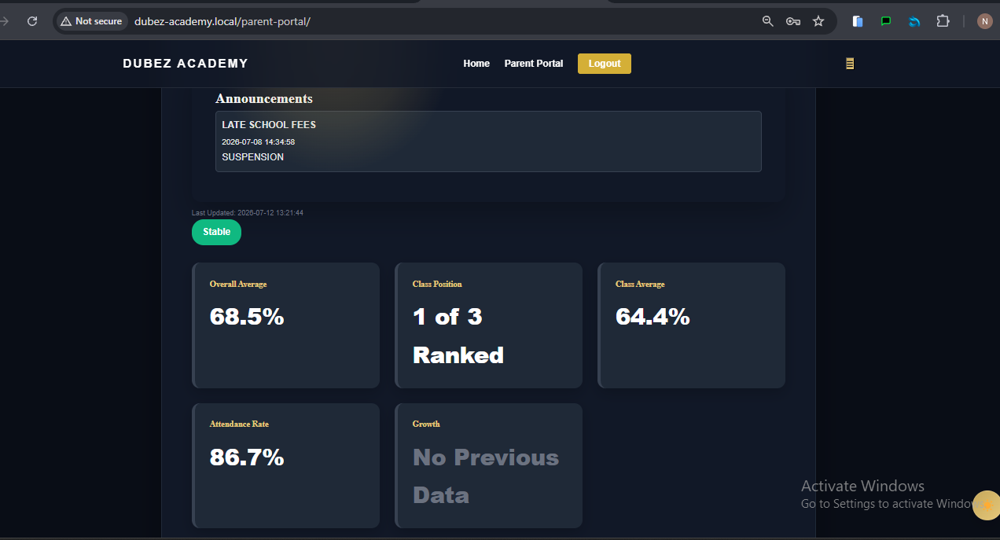 Not secure
dubez-academy.local/parent-portal/
N
DUBEZ ACADEMY
Home
Parent Portal
Logout
Announcements
LATE SCHOOL FEES
2026-07-08 14:34:58
SUSPENSION
Last Updated: 2026-07-12 13:21:44
Stable
Overall Average
68.5%
Class Position
1 of 3
Ranked
Class Average
64.4%
Attendance Rate
86.7%
Growth
No Previous
Data
Activate Windows
Go to Settings to activate Windo